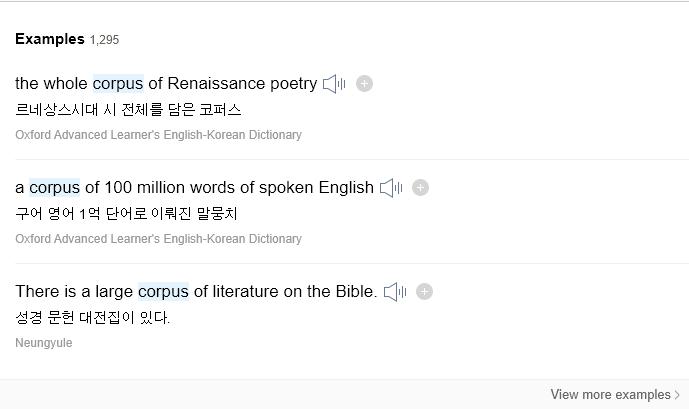 Examples 1,295
the whole corpus of Renaissance poetry
르네상스시대 시 전체를 담은 코퍼스
Oxford Advanced Learner's English-Korean Dictionary
a corpus of 100 million words of spoken English
구어 영어 1억 단어로 이뤄진 말뭉치
Oxford Advanced Learner's English-Korean Dictionary
There is a large corpus of literature on the Bible.
성경 문헌 대전집이 있다.
Neungyule
View more examples